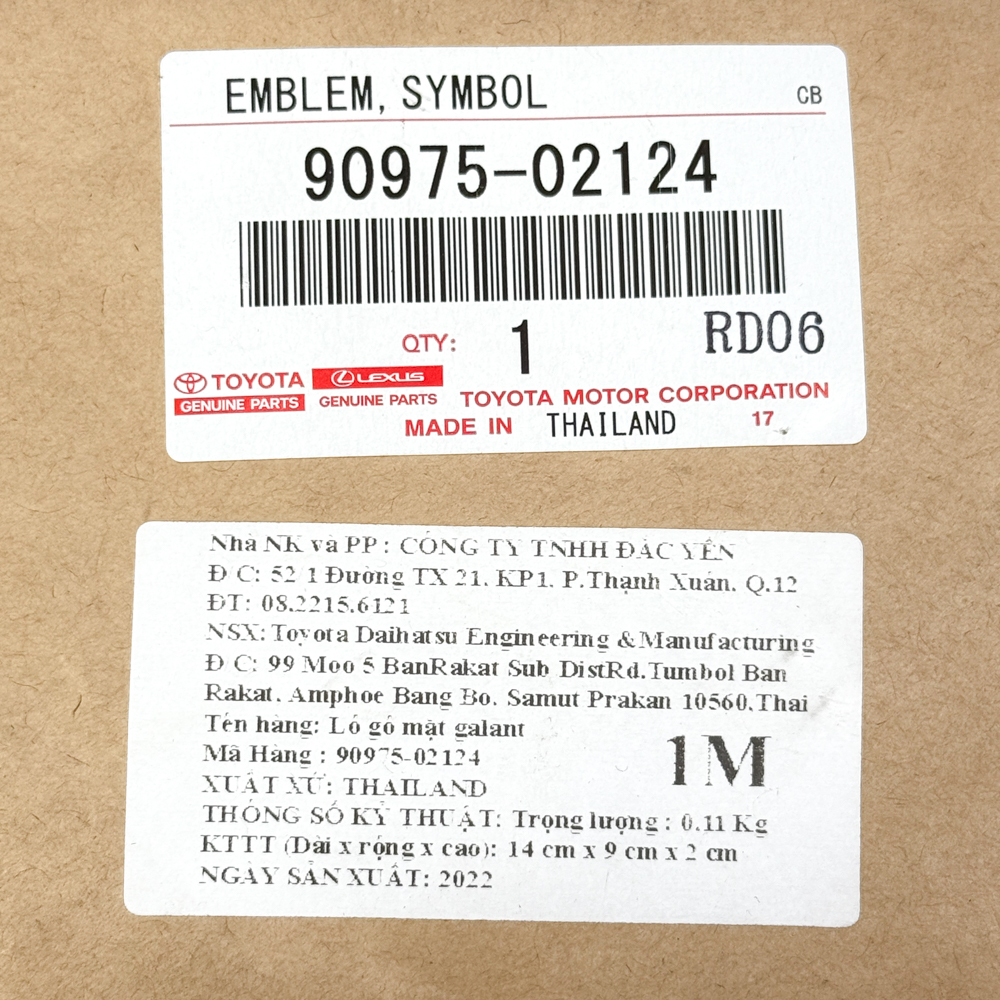 EMBLEM, SYMBOL
CB
90975-02124
QTY: 1
RD06
TOYOTA
GENUINE PARTS
LEXUS
GENUINE PARTS
TOYOTA MOTOR CORPORATION
MADE IN THAILAND 17
Nhà NK và PP : CÔNG TY TNHH ĐẮC YẾN
Đ C: 52/1 Đường TX 21, KP1, P.Thạnh Xuân, Q.12
ĐT: 08.2215.6121
NSX: Toyota Daihatsu Engineering & Manufacturing
Đ C: 99 Moo 5 BanRakat Sub DistRd.Tumbol Ban
Rakat, Amphoe Bang Bo, Samut Prakan 10560,Thai
Tên hàng: Lô gô mặt galant
Mã Hàng : 90975-02124
1M
XUẤT XỨ: THAILAND
THÔNG SỐ KỸ THUẬT: Trọng lượng : 0.11 Kg
KTTT (Dài x rộng x cao): 14 cm x 9 cm x 2 cm
NGÀY SẢN XUẤT: 2022